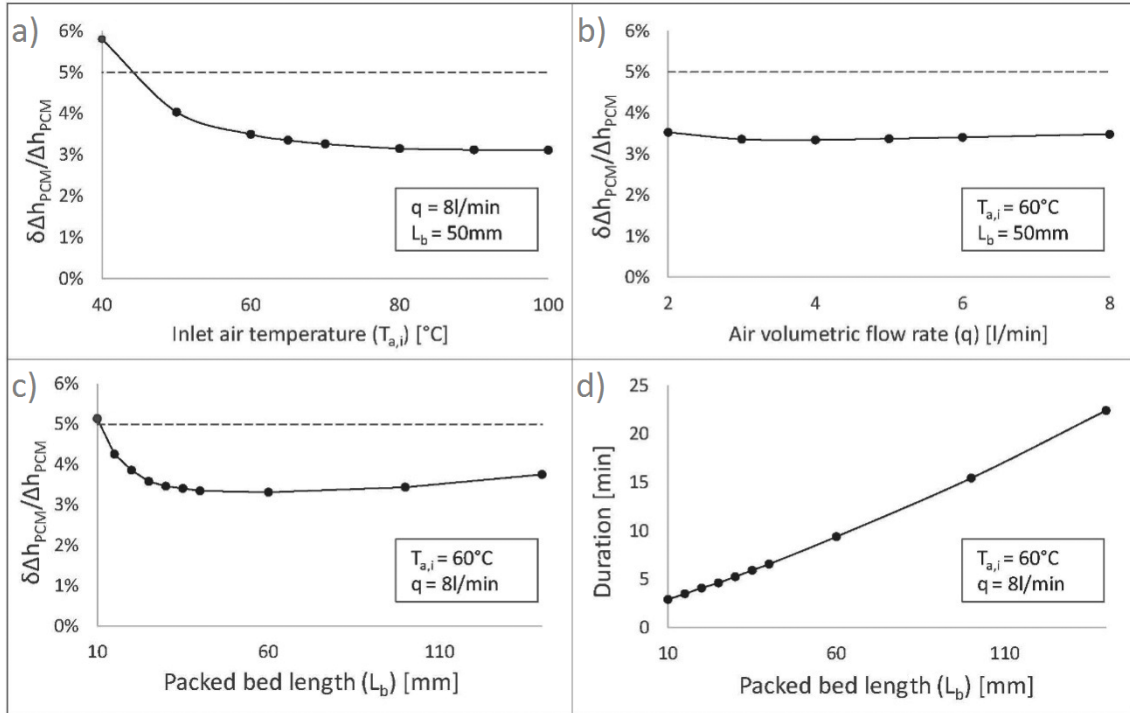 a)
6%
5%
4%
3%
2%
1%
0%
δΔh_PCM/Δh_PCM
q = 8l/min
L_b = 50mm
40
60
80
100
Inlet air temperature (T_a,i) [°C]
b)
6%
5%
4%
3%
2%
1%
0%
δΔh_PCM/Δh_PCM
T_a,i = 60°C
L_b = 50mm
2
4
6
8
Air volumetric flow rate (q) [l/min]
c)
6%
5%
4%
3%
2%
1%
0%
δΔh_PCM/Δh_PCM
T_a,i = 60°C
q = 8l/min
10
60
110
Packed bed length (L_b) [mm]
d)
25
20
15
10
5
0
Duration [min]
T_a,i = 60°C
q = 8l/min
10
60
110
Packed bed length (L_b) [mm]